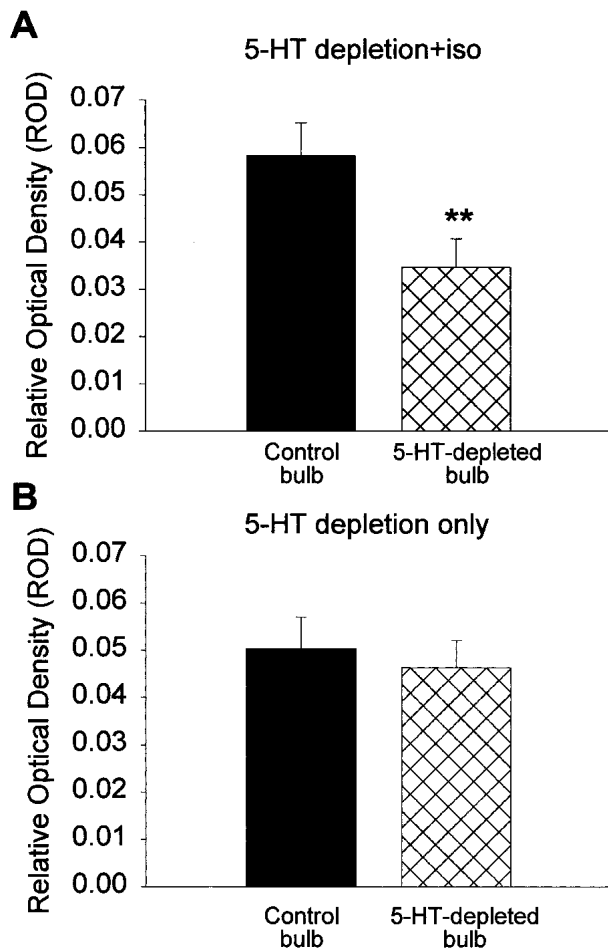 A
5-HT depletion+iso
Relative Optical Density (ROD)
0.07
0.06
0.05
0.04
0.03
0.02
0.01
0.00
**
Control
bulb
5-HT-depleted
bulb
B
5-HT depletion only
Relative Optical Density (ROD)
0.07
0.06
0.05
0.04
0.03
0.02
0.01
0.00
Control
bulb
5-HT-depleted
bulb